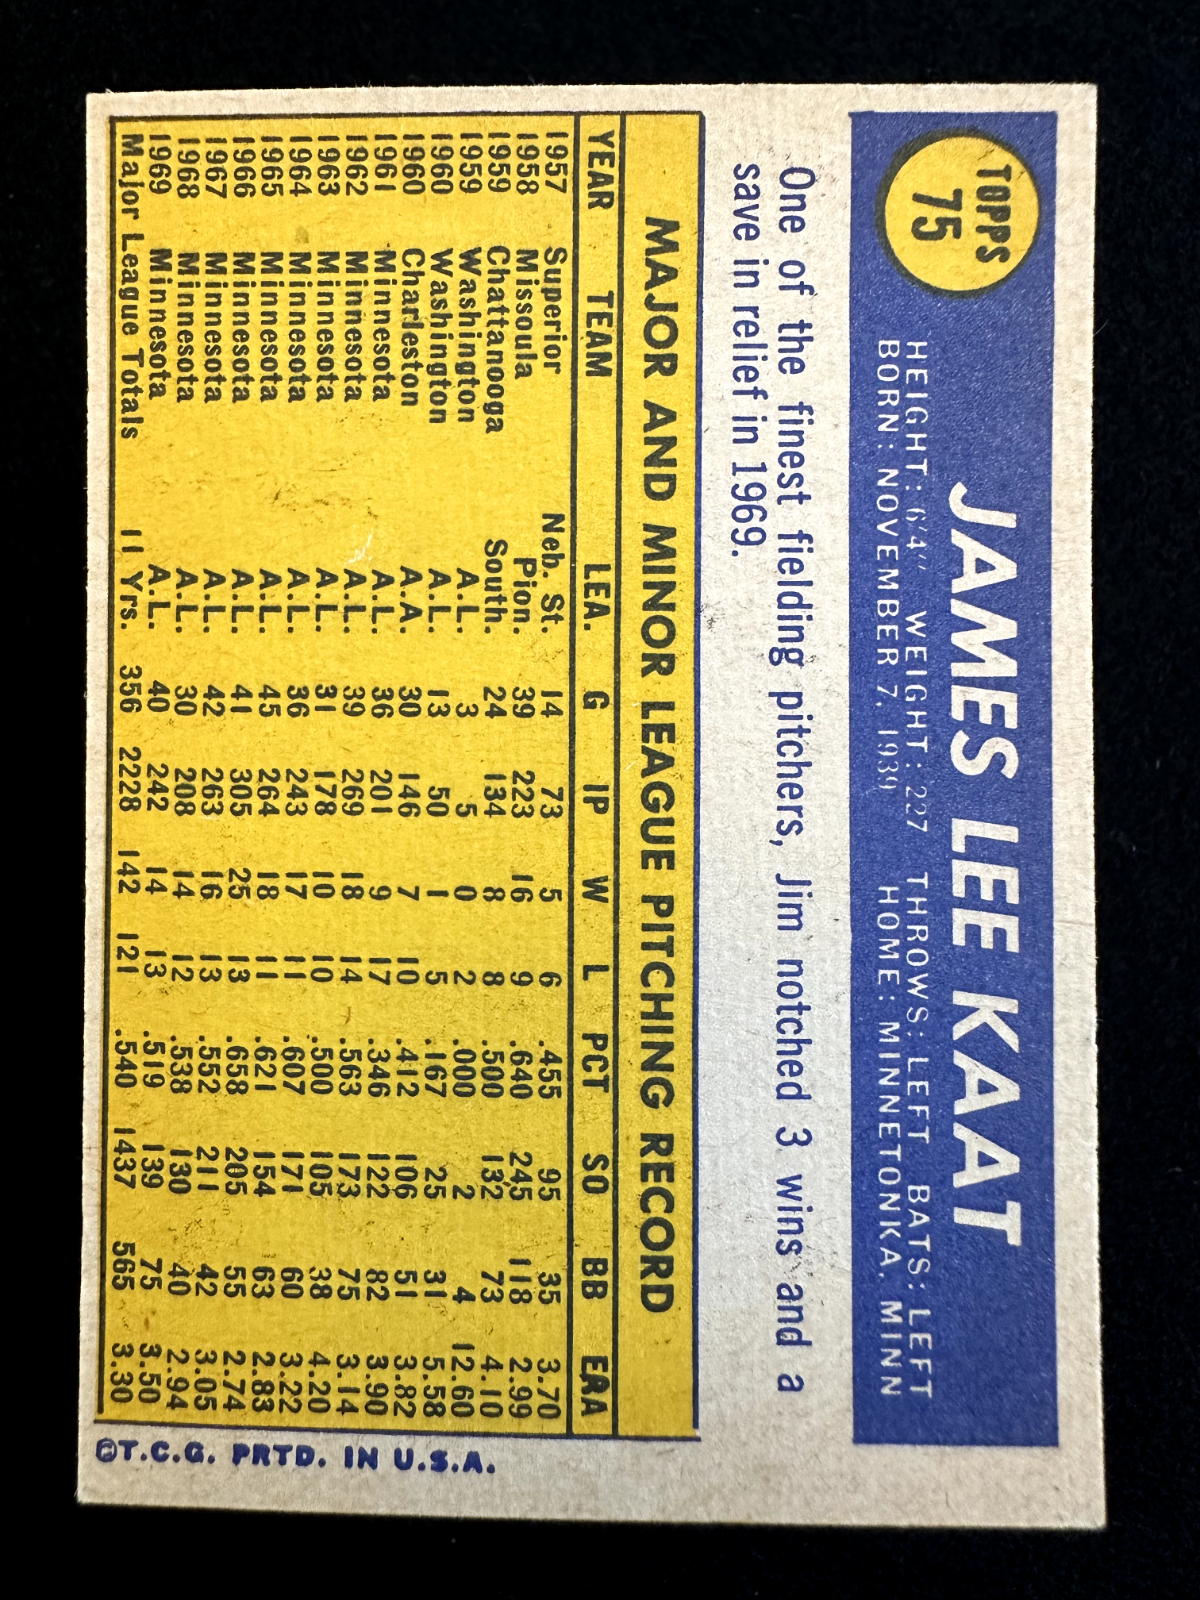 TOPPS
75
JAMES LEE KAAT
HEIGHT: 6'4" WEIGHT: 227 THROWS: LEFT BATS: LEFT
BORN: NOVEMBER 7, 1939 HOME: MINNETONKA, MINN
One of the finest fielding pitchers, Jim notched 3 wins and a
save in relief in 1969.
MAJOR AND MINOR LEAGUE PITCHING RECORD
YEAR TEAM LEA. G IP W L PCT SO BB ERA
1957 Superior Neb. St. 14 73 5 6 .455 95 35 3.70
1958 Missoula Pion. 39 223 16 9 .640 245 118 2.99
1959 Chattanooga South. 24 134 8 8 .500 132 73 4.10
1959 Washington A.L. 3 5 0 2 .000 2 4 12.60
1960 Washington A.L. 13 50 1 5 .167 25 31 5.58
1960 Charleston A.A. 30 146 7 10 .412 106 51 3.82
1961 Minnesota A.L. 36 201 9 17 .346 122 82 3.90
1962 Minnesota A.L. 39 269 18 14 .563 173 75 3.14
1963 Minnesota A.L. 31 178 10 10 .500 105 38 4.20
1964 Minnesota A.L. 36 243 17 11 .607 171 60 3.22
1965 Minnesota A.L. 45 264 18 11 .621 154 63 2.83
1966 Minnesota A.L. 41 305 25 13 .658 205 55 2.74
1967 Minnesota A.L. 42 263 16 13 .552 211 42 3.05
1968 Minnesota A.L. 30 208 14 12 .538 130 40 2.94
1969 Minnesota A.L. 40 242 14 13 .519 139 75 3.50
Major League Totals 11 Yrs. 356 2228 142 121 .540 1437 565 3.30
©T.C.G. PRTD. IN U.S.A.